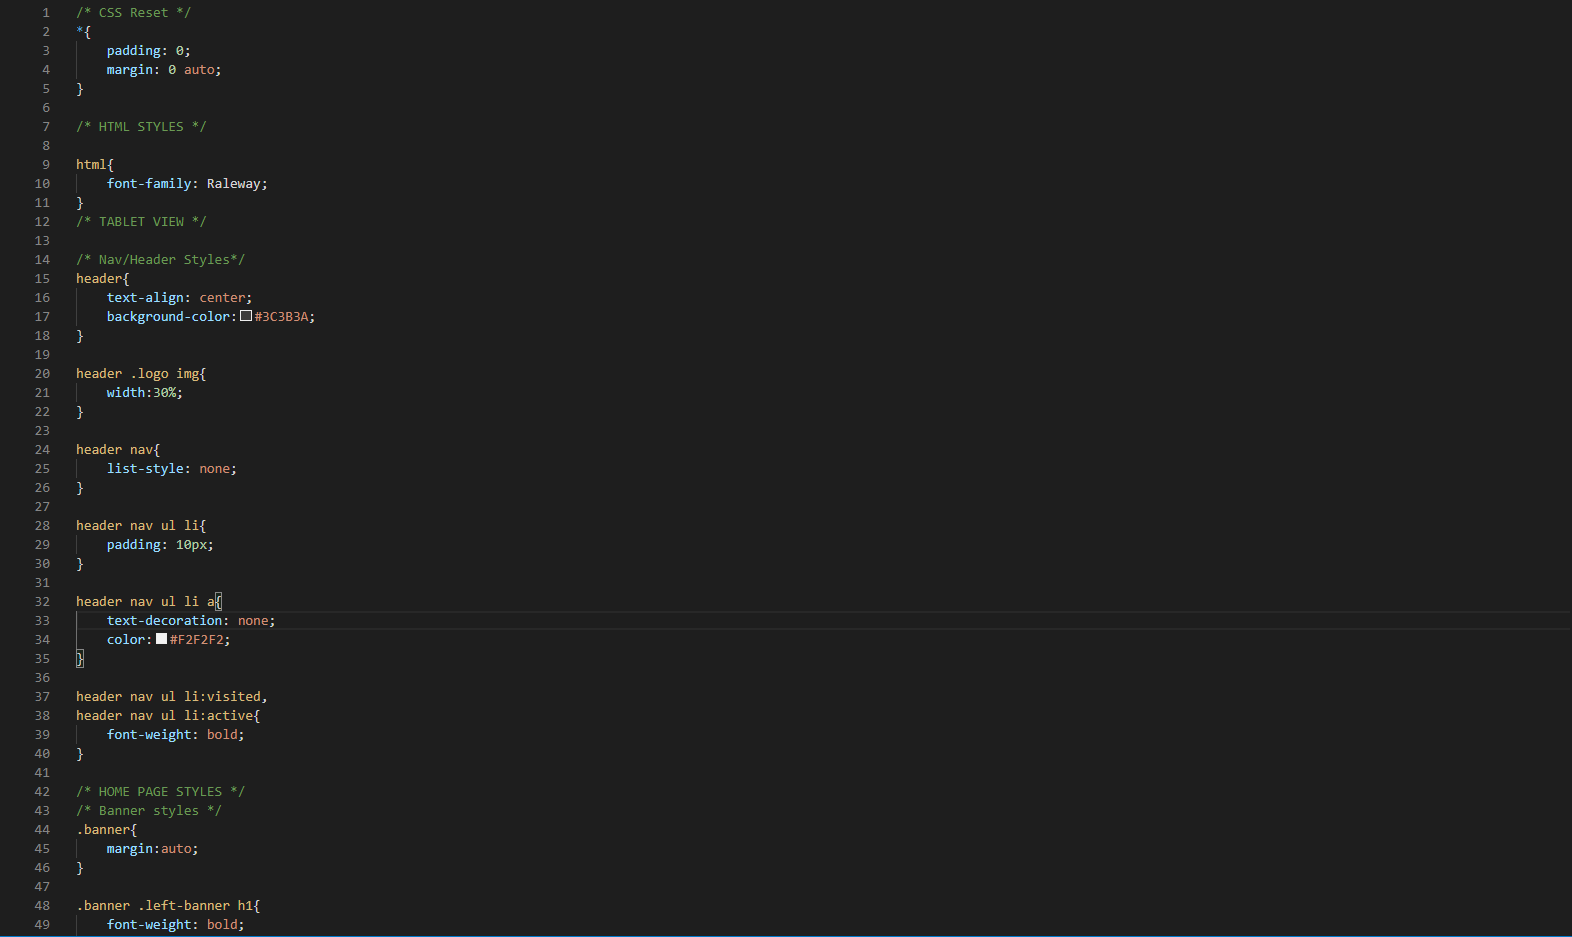 1 /* CSS Reset */
2 *{
3 padding: 0;
4 margin: 0 auto;
5 }
6
7 /* HTML STYLES */
8
9 html{
10 font-family: Raleway;
11 }
12 /* TABLET VIEW */
13
14 /* Nav/Header Styles*/
15 header{
16 text-align: center;
17 background-color:#3C3B3A;
18 }
19
20 header .logo img{
21 width:30%;
22 }
23
24 header nav{
25 list-style: none;
26 }
27
28 header nav ul li{
29 padding: 10px;
30 }
31
32 header nav ul li a{
33 text-decoration: none;
34 color:#F2F2F2;
35 }
36
37 header nav ul li:visited,
38 header nav ul li:active{
39 font-weight: bold;
40 }
41
42 /* HOME PAGE STYLES */
43 /* Banner styles */
44 .banner{
45 margin:auto;
46 }
47
48 .banner .left-banner h1{
49 font-weight: bold;